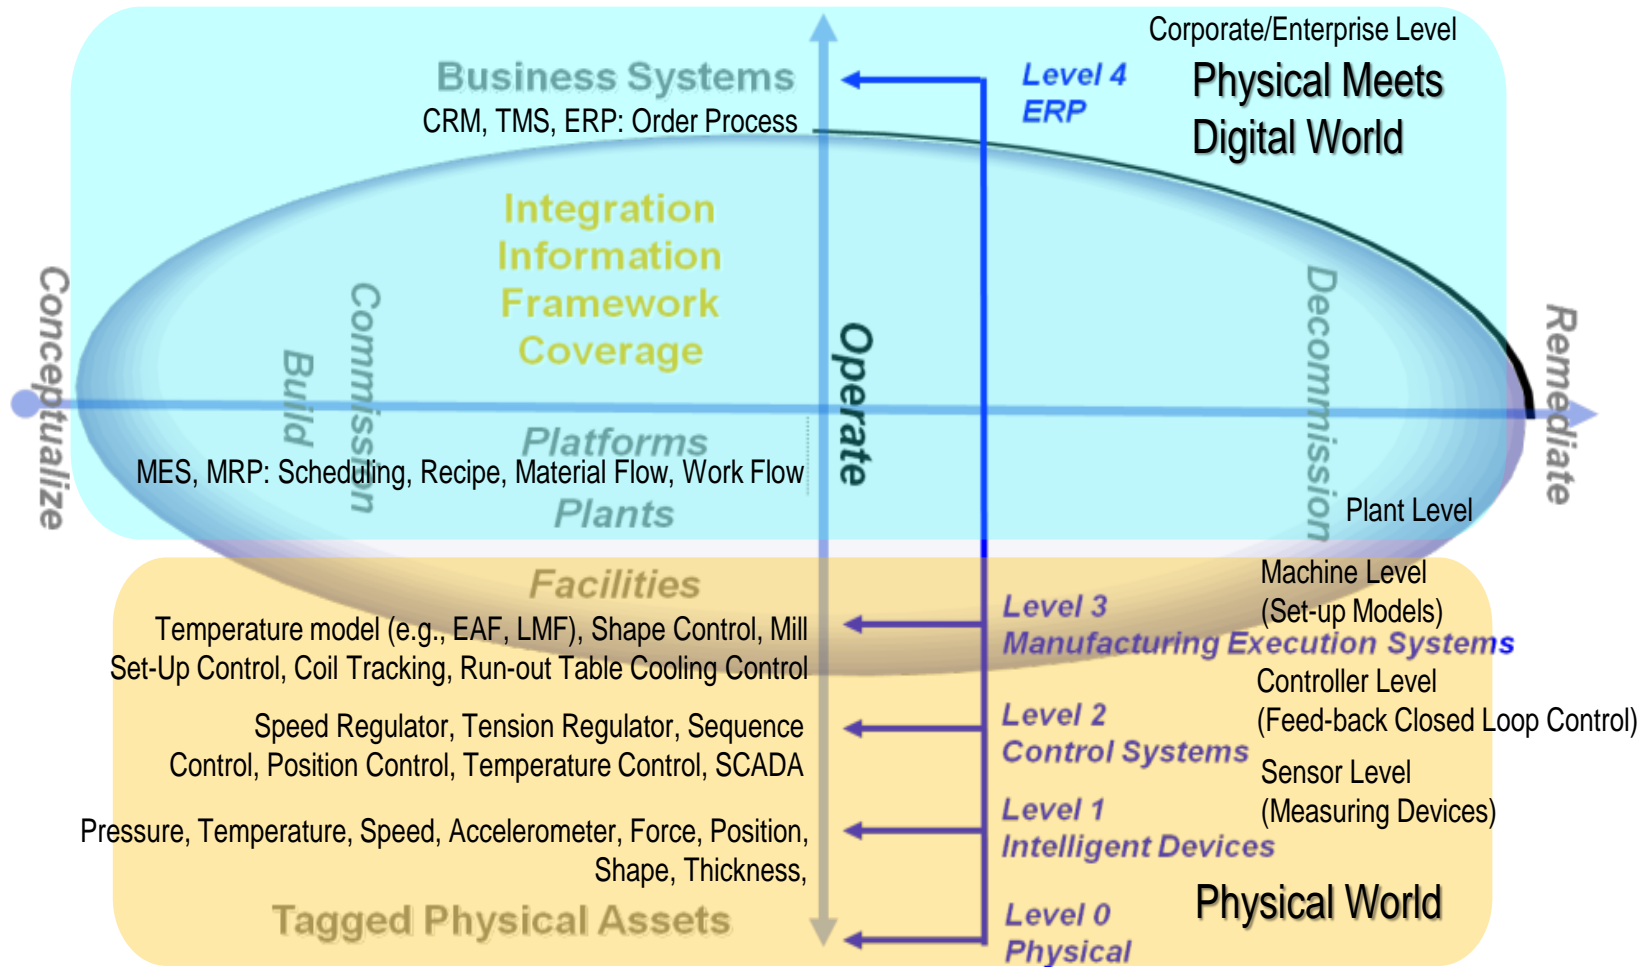 Corporate/Enterprise Level
Business Systems
Level 4
ERP
Physical Meets
Digital World
CRM, TMS, ERP: Order Process
Integration
Information
Framework
Coverage
Conceptualize
Build
Commission
Operate
Decommission
Remediate
Platforms
MES, MRP: Scheduling, Recipe, Material Flow, Work Flow
Plants
Plant Level
Facilities
Machine Level
(Set-up Models)
Level 3
Manufacturing Execution Systems
Temperature model (e.g., EAF, LMF), Shape Control, Mill
Set-Up Control, Coil Tracking, Run-out Table Cooling Control
Controller Level
(Feed-back Closed Loop Control)
Level 2
Control Systems
Speed Regulator, Tension Regulator, Sequence
Control, Position Control, Temperature Control, SCADA
Sensor Level
(Measuring Devices)
Level 1
Intelligent Devices
Pressure, Temperature, Speed, Accelerometer, Force, Position,
Shape, Thickness,
Tagged Physical Assets
Level 0
Physical
Physical World